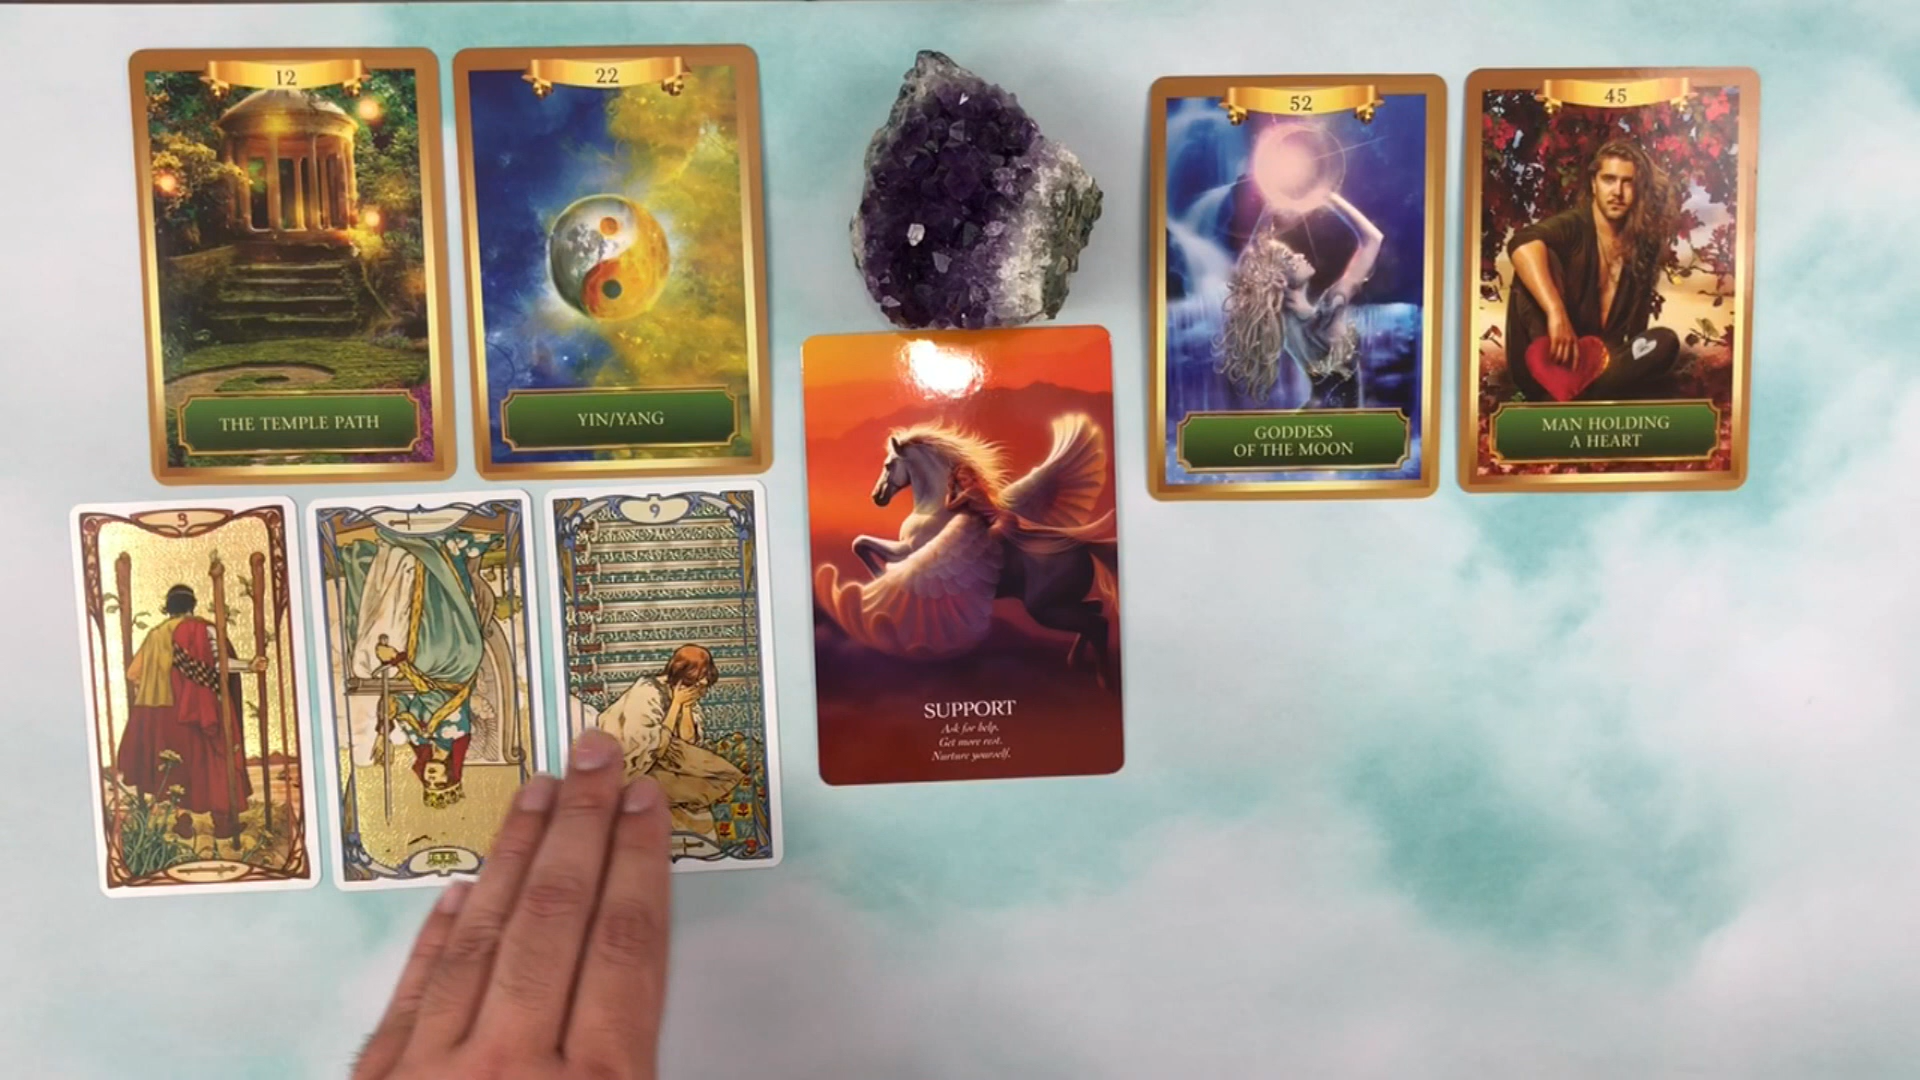 12
THE TEMPLE PATH
22
YIN/YANG
52
GODDESS
OF THE MOON
45
MAN HOLDING
A HEART
3
9
SUPPORT
Ask for help.
Get more rest.
Nurture yourself.